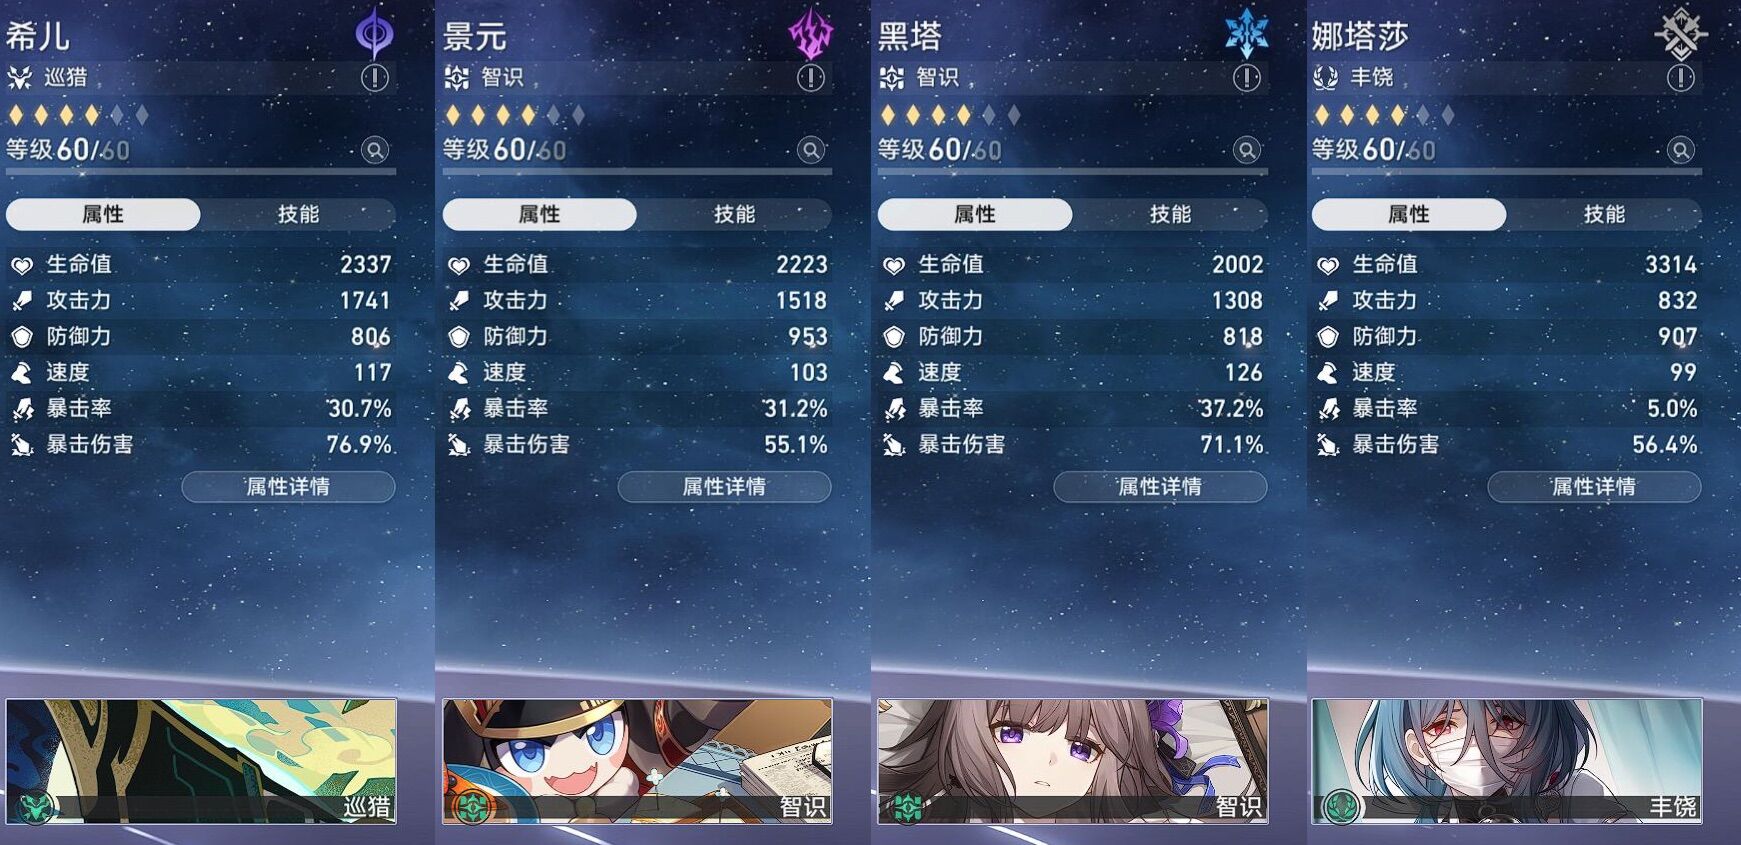 希儿
巡猎
等级60/60
属性 技能
生命值 2337
攻击力 1741
防御力 806
速度 117
暴击率 30.7%
暴击伤害 76.9%
属性详情
巡猎
景元
智识
等级60/60
属性 技能
生命值 2223
攻击力 1518
防御力 953
速度 103
暴击率 31.2%
暴击伤害 55.1%
属性详情
智识
黑塔
智识
等级60/60
属性 技能
生命值 2002
攻击力 1308
防御力 818
速度 126
暴击率 37.2%
暴击伤害 71.1%
属性详情
智识
娜塔莎
丰饶
等级60/60
属性 技能
生命值 3314
攻击力 832
防御力 907
速度 99
暴击率 5.0%
暴击伤害 56.4%
属性详情
丰饶